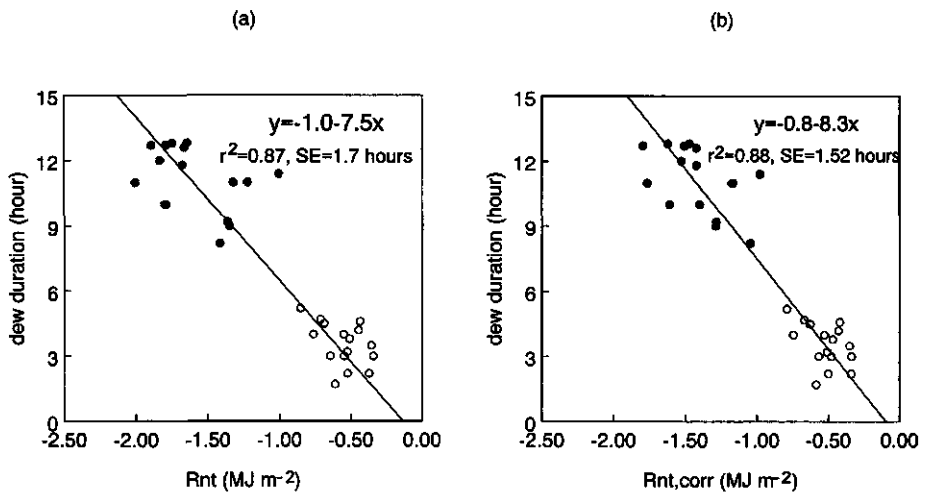 (a)
15
12
9
6
3
0
dew duration (hour)
y=-1.0-7.5x
r²=0.87, SE=1.7 hours
-2.50 -2.00 -1.50 -1.00 -0.50 0.00
Rnt (MJ m⁻²)
(b)
15
12
9
6
3
0
dew duration (hour)
y=-0.8-8.3x
r²=0.88, SE=1.52 hours
-2.50 -2.00 -1.50 -1.00 -0.50 0.00
Rnt,corr (MJ m⁻²)